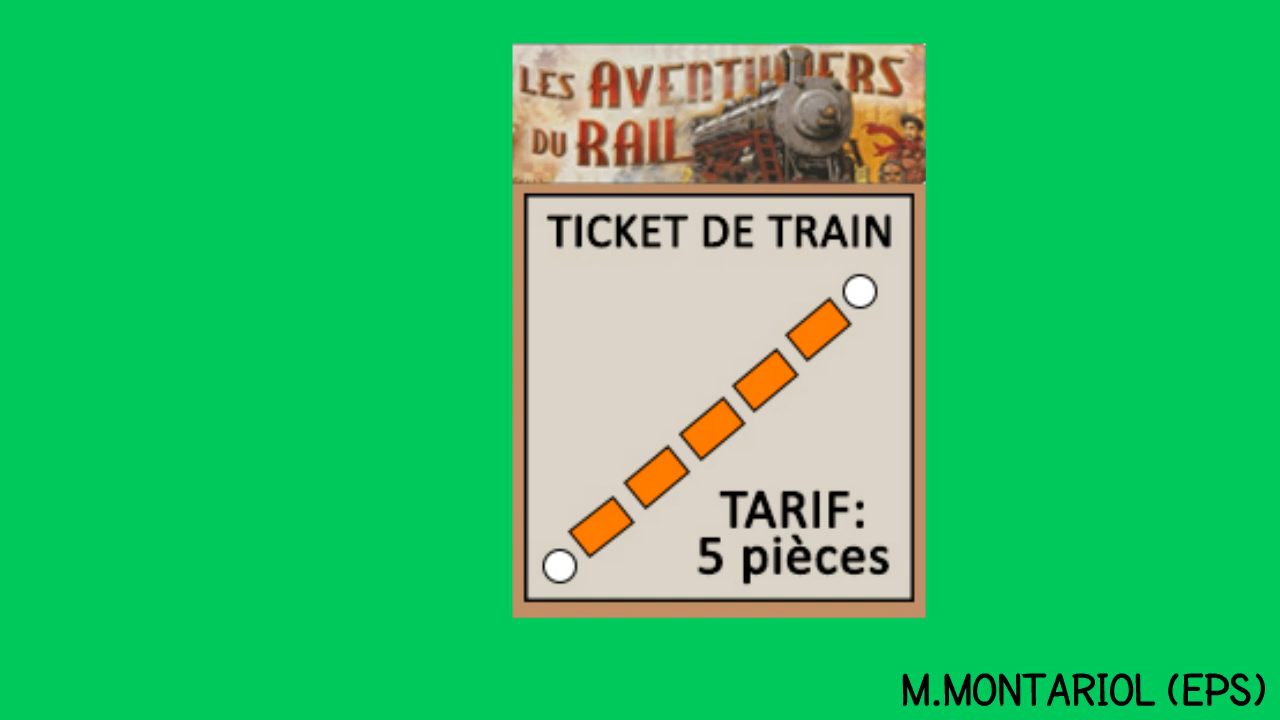 LES AVENTURIERS
DU RAIL
TICKET DE TRAIN
TARIF:
5 pièces
M.MONTARIOL (EPS)